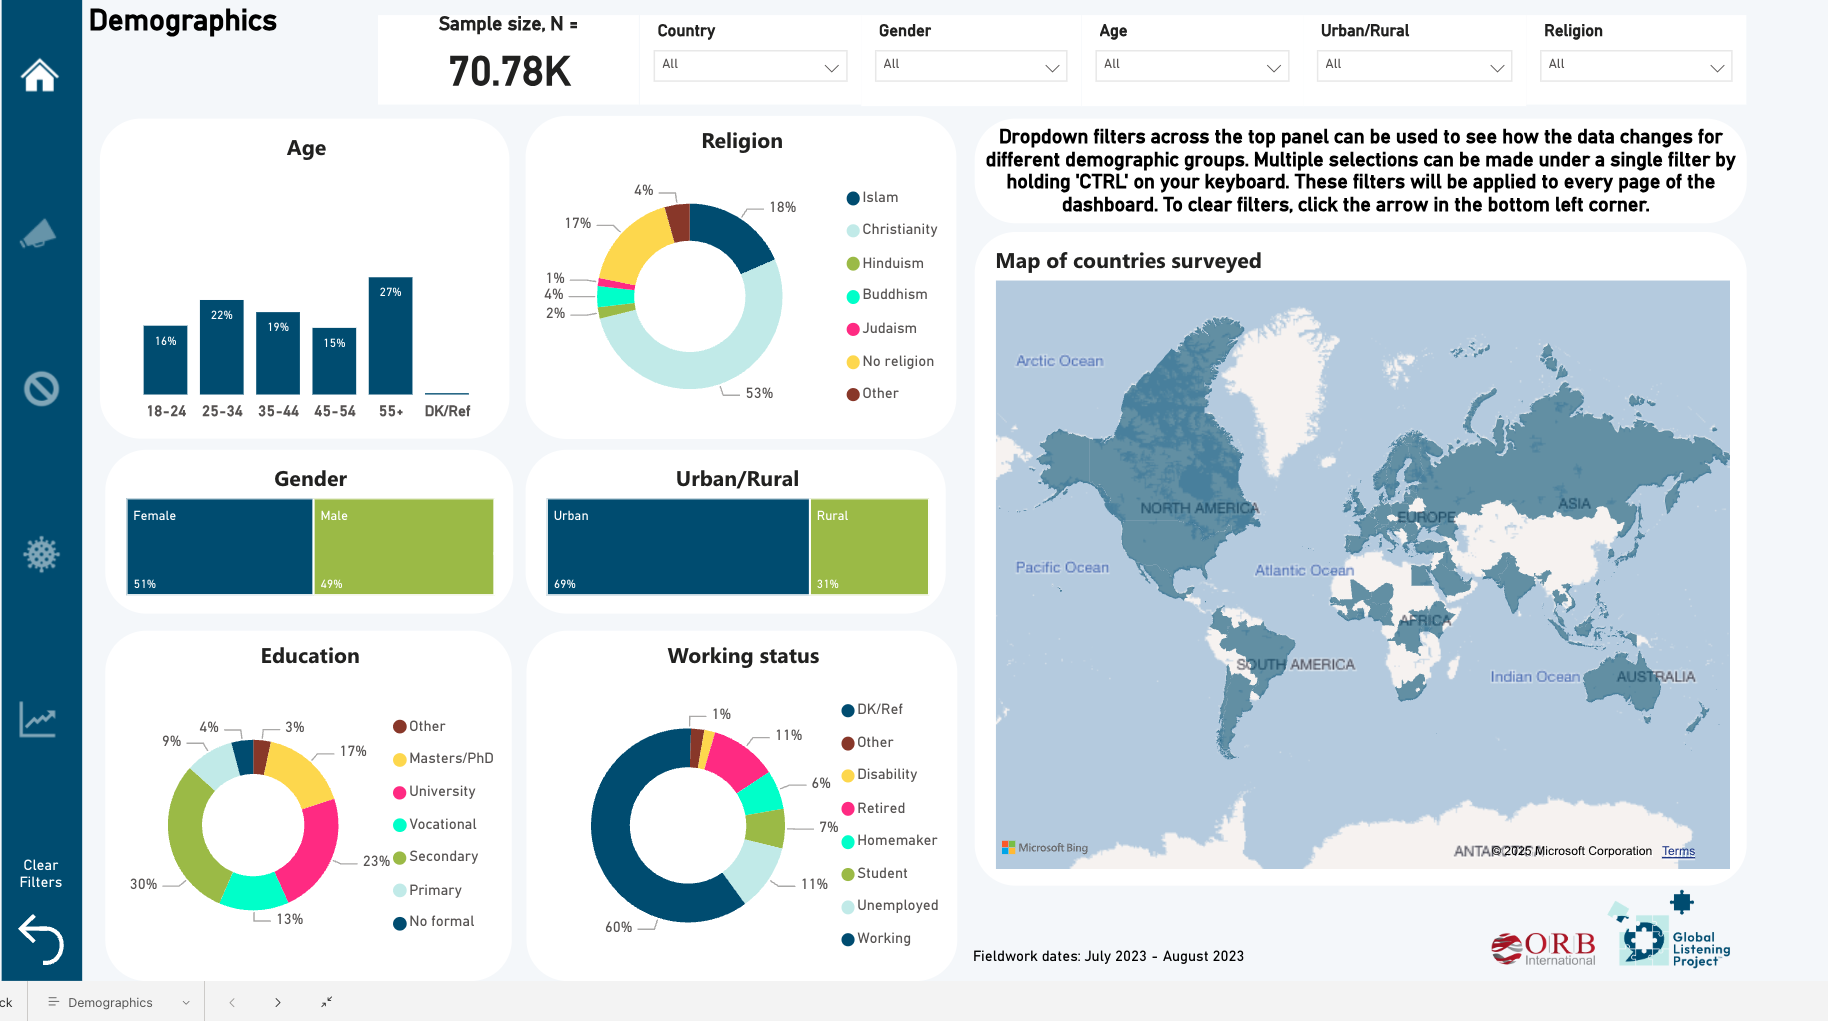 Demographics
Sample size, N =
70.78K
Country
All
Gender
All
Age
All
Urban/Rural
All
Religion
All
Age
16%
22%
19%
15%
27%
18-24
25-34
35-44
45-54
55+
DK/Ref
Religion
4%
18%
17%
1%
4%
2%
53%
Islam
Christianity
Hinduism
Buddhism
Judaism
No religion
Other
Dropdown filters across the top panel can be used to see how the data changes for
different demographic groups. Multiple selections can be made under a single filter by
holding 'CTRL' on your keyboard. These filters will be applied to every page of the
dashboard. To clear filters, click the arrow in the bottom left corner.
Map of countries surveyed
Arctic Ocean
NORTH AMERICA
EUROPE
ASIA
Pacific Ocean
Atlantic Ocean
AFRICA
SOUTH AMERICA
Indian Ocean
AUSTRALIA
Microsoft Bing
© 2025 Microsoft Corporation
Terms
Gender
Female
Male
51%
49%
Urban/Rural
Urban
Rural
69%
31%
Education
4%
3%
9%
17%
23%
30%
13%
Other
Masters/PhD
University
Vocational
Secondary
Primary
No formal
Working status
1%
11%
6%
7%
11%
60%
DK/Ref
Other
Disability
Retired
Homemaker
Student
Unemployed
Working
Clear
Filters
Fieldwork dates: July 2023 - August 2023
ORB
International
Global
Listening
Project
ck
Demographics